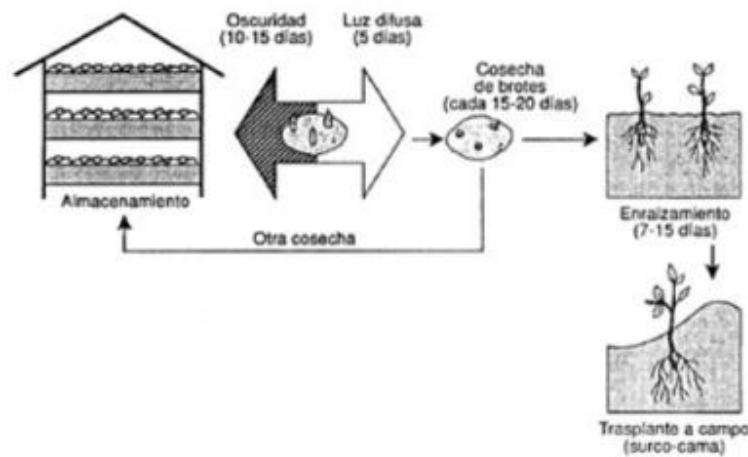 Oscuridad
(10-15 días)
Luz difusa
(5 días)
Cosecha
de brotes
(cada 15-20 días)
Almacenamiento
Otra cosecha
Enraizamiento
(7-15 días)
Trasplante a campo
(surco-cama)